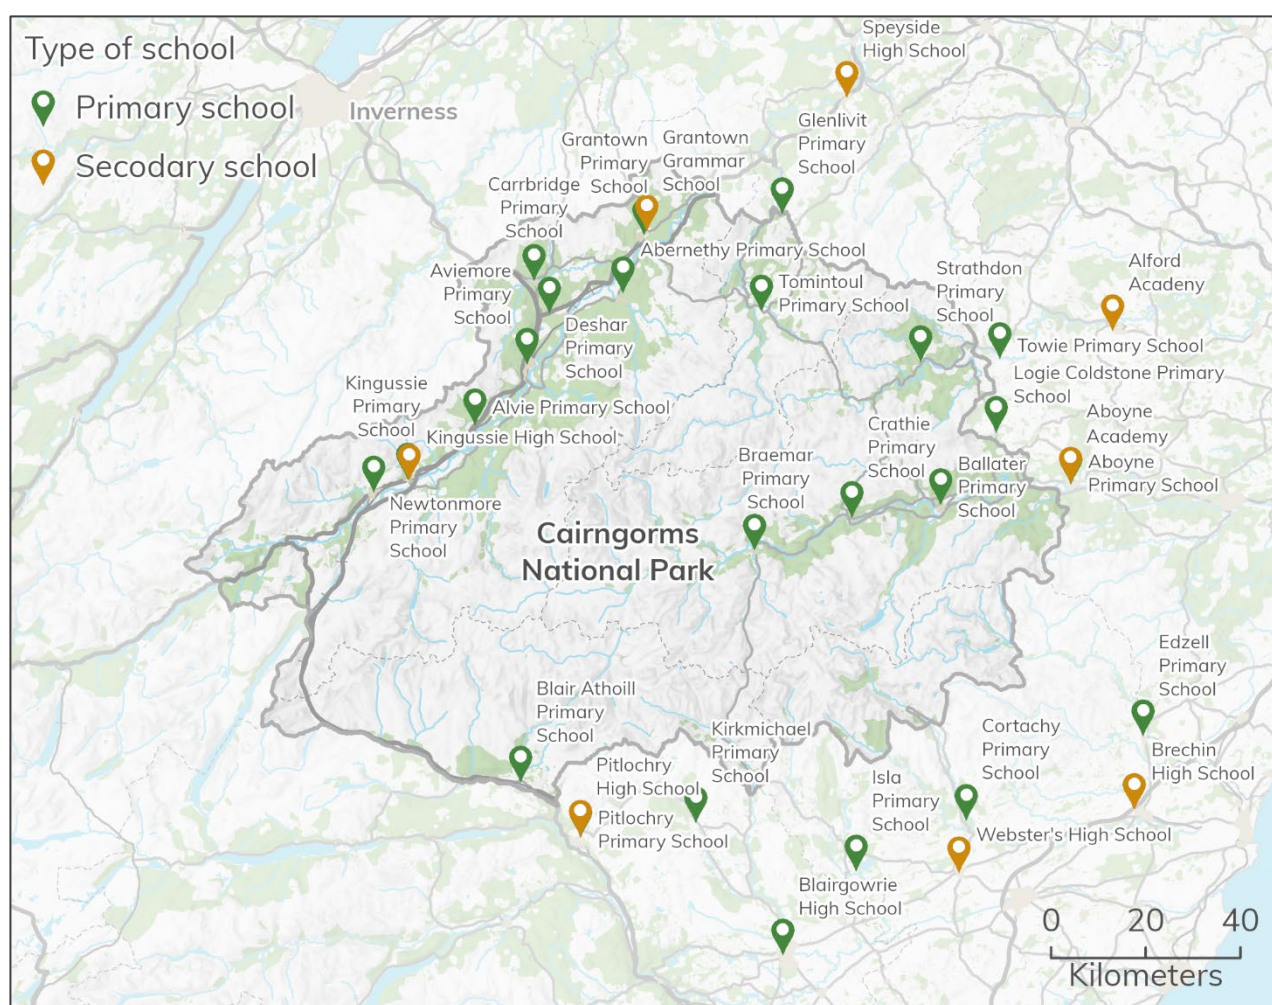 Type of school
Primary school
Secodary school
Inverness
Speyside
High School
Glenlivit
Primary
School
Grantown
Primary
School
Grantown
Grammar
School
Carrbridge
Primary
School
Abernethy Primary School
Aviemore
Primary
School
Tomintoul
Primary School
Strathdon
Primary
School
Alford
Acadeny
Deshar
Primary
School
Towie Primary School
Logie Coldstone Primary
School
Kingussie
Primary
School
Alvie Primary School
Kingussie High School
Crathie
Primary
School
Aboyne
Academy
Aboyne
Primary School
Braemar
Primary
School
Ballater
Primary
School
Newtonmore
Primary
School
Cairngorms
National Park
Edzell
Primary
School
Blair Athoill
Primary
School
Kirkmichael
Primary
School
Cortachy
Primary
School
Brechin
High School
Pitlochry
High School
Pitlochry
Primary School
Isla
Primary
School
Webster's High School
Blairgowrie
High School
0 20 40
Kilometers